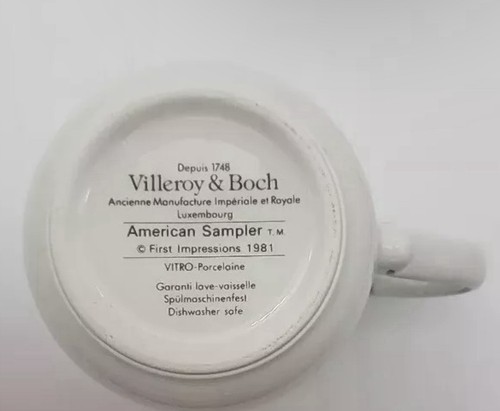 Depuis 1748
Villeroy & Boch
Ancienne Manufacture Impériale et Royale
Luxembourg
American Sampler T.M.
© First Impressions 1981
VITRO-Porcelaine
Garanti lave-vaisselle
Spülmaschinenfest
Dishwasher safe